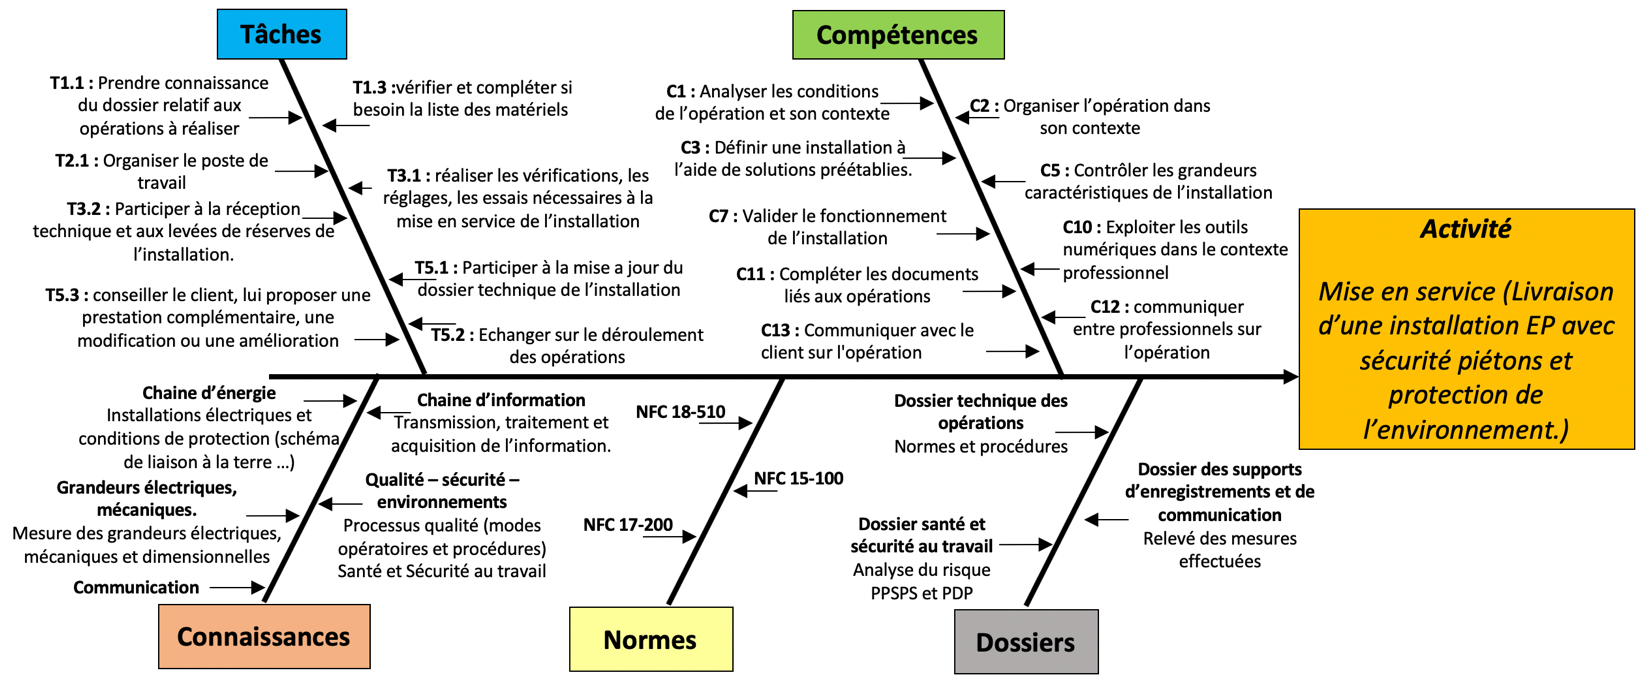 Tâches
T1.1 : Prendre connaissance
du dossier relatif aux
opérations à réaliser
T1.3 :vérifier et compléter si
besoin la liste des matériels
T2.1 : Organiser le poste de
travail
T3.1 : réaliser les vérifications, les
réglages, les essais nécessaires à la
mise en service de l’installation
T3.2 : Participer à la réception
technique et aux levées de réserves de
l’installation.
T5.1 : Participer à la mise a jour du
dossier technique de l’installation
T5.3 : conseiller le client, lui proposer une
prestation complémentaire, une
modification ou une amélioration
T5.2 : Echanger sur le déroulement
des opérations
Compétences
C1 : Analyser les conditions
de l’opération et son contexte
C2 : Organiser l’opération dans
son contexte
C3 : Définir une installation à
l’aide de solutions préétablies.
C5 : Contrôler les grandeurs
caractéristiques de l’installation
C7 : Valider le fonctionnement
de l’installation
C10 : Exploiter les outils
numériques dans le contexte
professionnel
C11 : Compléter les documents
liés aux opérations
C12 : communiquer
entre professionnels sur
l’opération
C13 : Communiquer avec le
client sur l'opération
Activité
Mise en service (Livraison
d’une installation EP avec
sécurité piétons et
protection de
l’environnement.)
Chaine d’énergie
Installations électriques et
conditions de protection (schéma
de liaison à la terre ...)
Chaine d’information
Transmission, traitement et
acquisition de l’information.
Grandeurs électriques,
mécaniques.
Mesure des grandeurs électriques,
mécaniques et dimensionnelles
Qualité – sécurité –
environnements
Processus qualité (modes
opératoires et procédures)
Santé et Sécurité au travail
Communication
Connaissances
NFC 18-510
NFC 15-100
NFC 17-200
Normes
Dossier technique des
opérations
Normes et procédures
Dossier des supports
d’enregistrements et de
communication
Relevé des mesures
effectuées
Dossier santé et
sécurité au travail
Analyse du risque
PPSPS et PDP
Dossiers